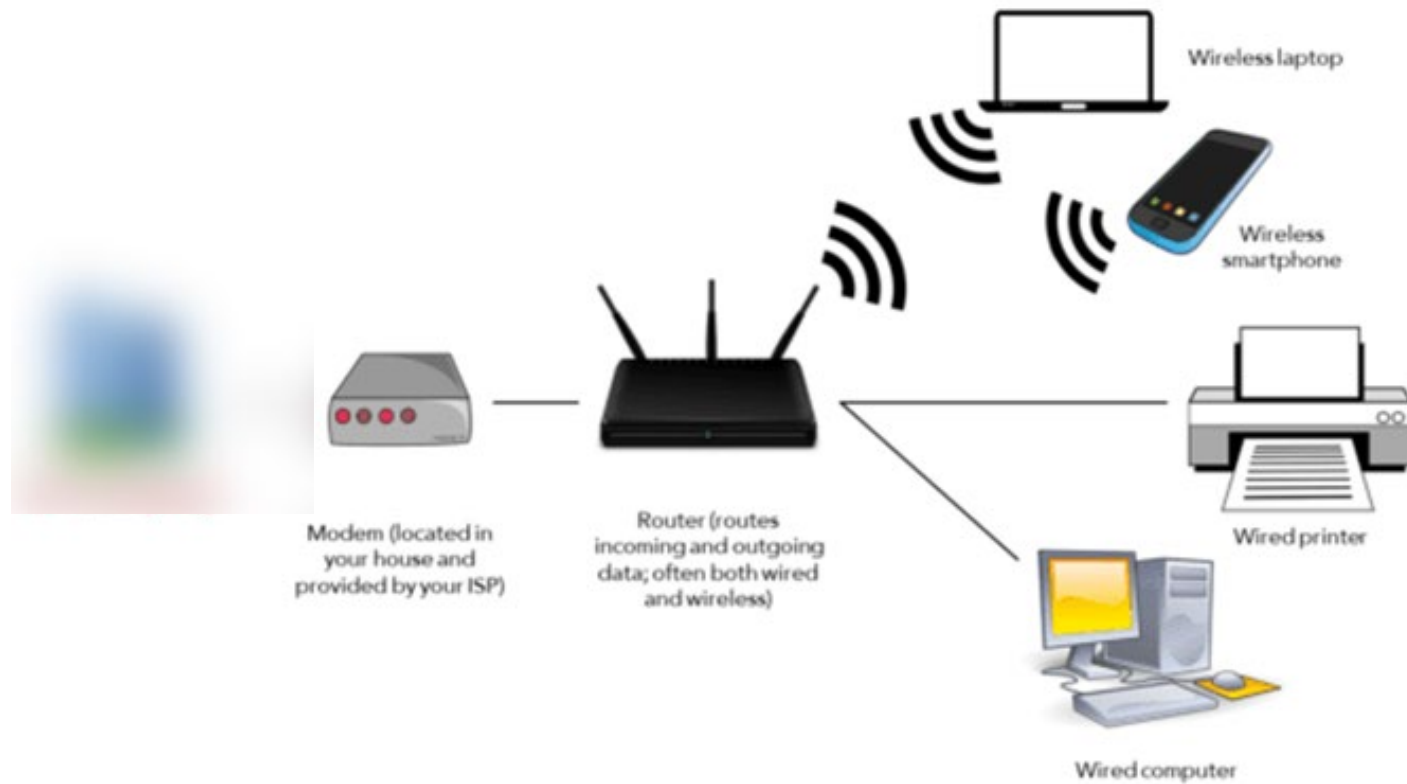 Wireless laptop
Wireless
smartphone
Wired printer
Modem (located in
your house and
provided by your ISP)
Router (routes
incoming and outgoing
data; often both wired
and wireless)
Wired computer